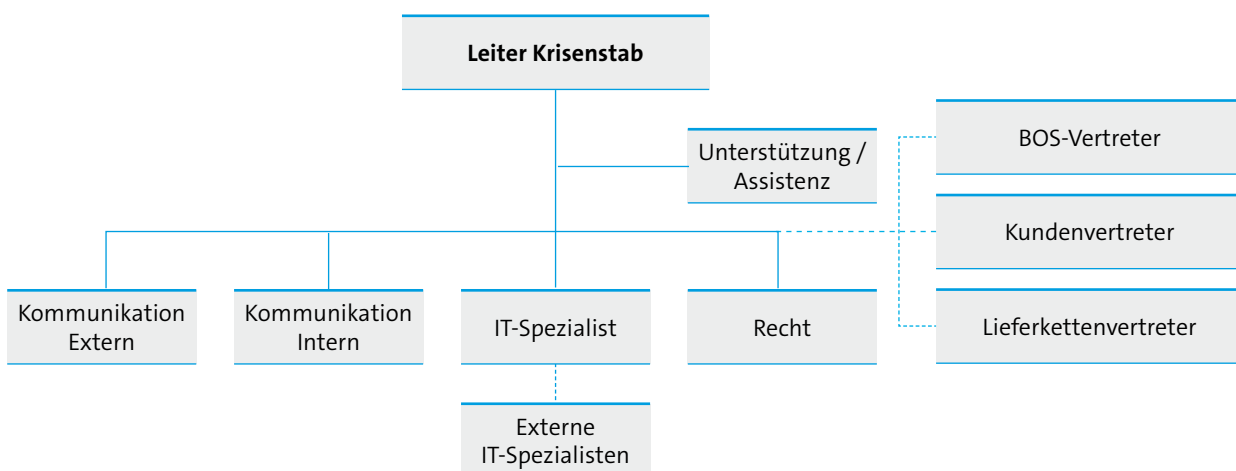 Leiter Krisenstab
Unterstützung /
Assistenz
BOS-Vertreter
Kundenvertreter
Lieferkettenvertreter
Kommunikation
Extern
Kommunikation
Intern
IT-Spezialist
Recht
Externe
IT-Spezialisten